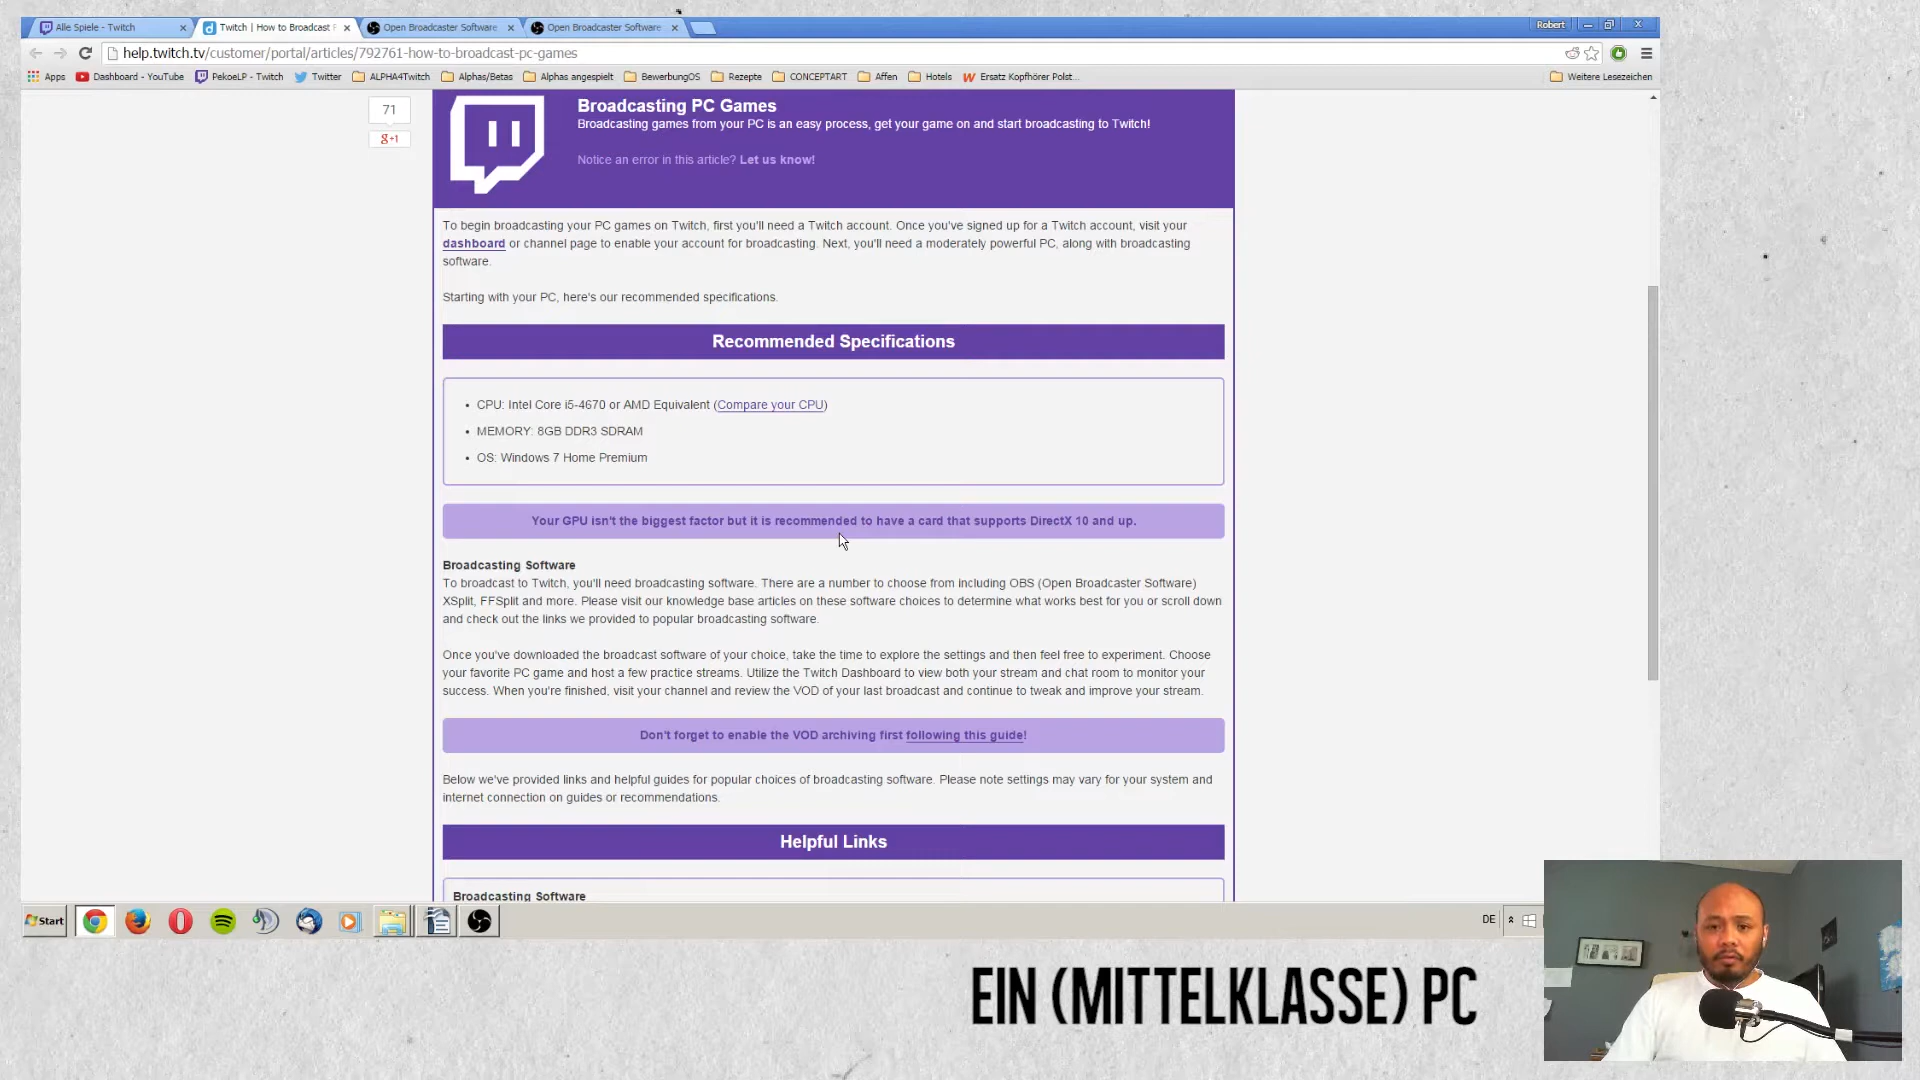 Alle Spiele - Twitch
Twitch | How to Broadcast P
Open Broadcaster Software
Open Broadcaster Software
Robert
help.twitch.tv/customer/portal/articles/792761-how-to-broadcast-pc-games
Apps
Dashboard - YouTube
PekoeLP - Twitch
Twitter
ALPHA4Twitch
Alphas/Betas
Alphas angespielt
BewerbungOS
Rezepte
CONCEPTART
Affen
Hotels
Ersatz Kopfhörer Polst...
Weitere Lesezeichen
71
g+1
Broadcasting PC Games
Broadcasting games from your PC is an easy process, get your game on and start broadcasting to Twitch!
Notice an error in this article? Let us know!
To begin broadcasting your PC games on Twitch, first you'll need a Twitch account. Once you've signed up for a Twitch account, visit your
dashboard or channel page to enable your account for broadcasting. Next, you'll need a moderately powerful PC, along with broadcasting
software.
Starting with your PC, here's our recommended specifications.
Recommended Specifications
• CPU: Intel Core i5-4670 or AMD Equivalent (Compare your CPU)
• MEMORY: 8GB DDR3 SDRAM
• OS: Windows 7 Home Premium
Your GPU isn't the biggest factor but it is recommended to have a card that supports DirectX 10 and up.
Broadcasting Software
To broadcast to Twitch, you'll need broadcasting software. There are a number to choose from including OBS (Open Broadcaster Software)
XSplit, FFSplit and more. Please visit our knowledge base articles on these software choices to determine what works best for you or scroll down
and check out the links we provided to popular broadcasting software.
Once you've downloaded the broadcast software of your choice, take the time to explore the settings and then feel free to experiment. Choose
your favorite PC game and host a few practice streams. Utilize the Twitch Dashboard to view both your stream and chat room to monitor your
success. When you're finished, visit your channel and review the VOD of your last broadcast and continue to tweak and improve your stream.
Don't forget to enable the VOD archiving first following this guide!
Below we've provided links and helpful guides for popular choices of broadcasting software. Please note settings may vary for your system and
internet connection on guides or recommendations.
Helpful Links
Broadcasting Software
Start
DE
EIN (MITTELKLASSE) PC